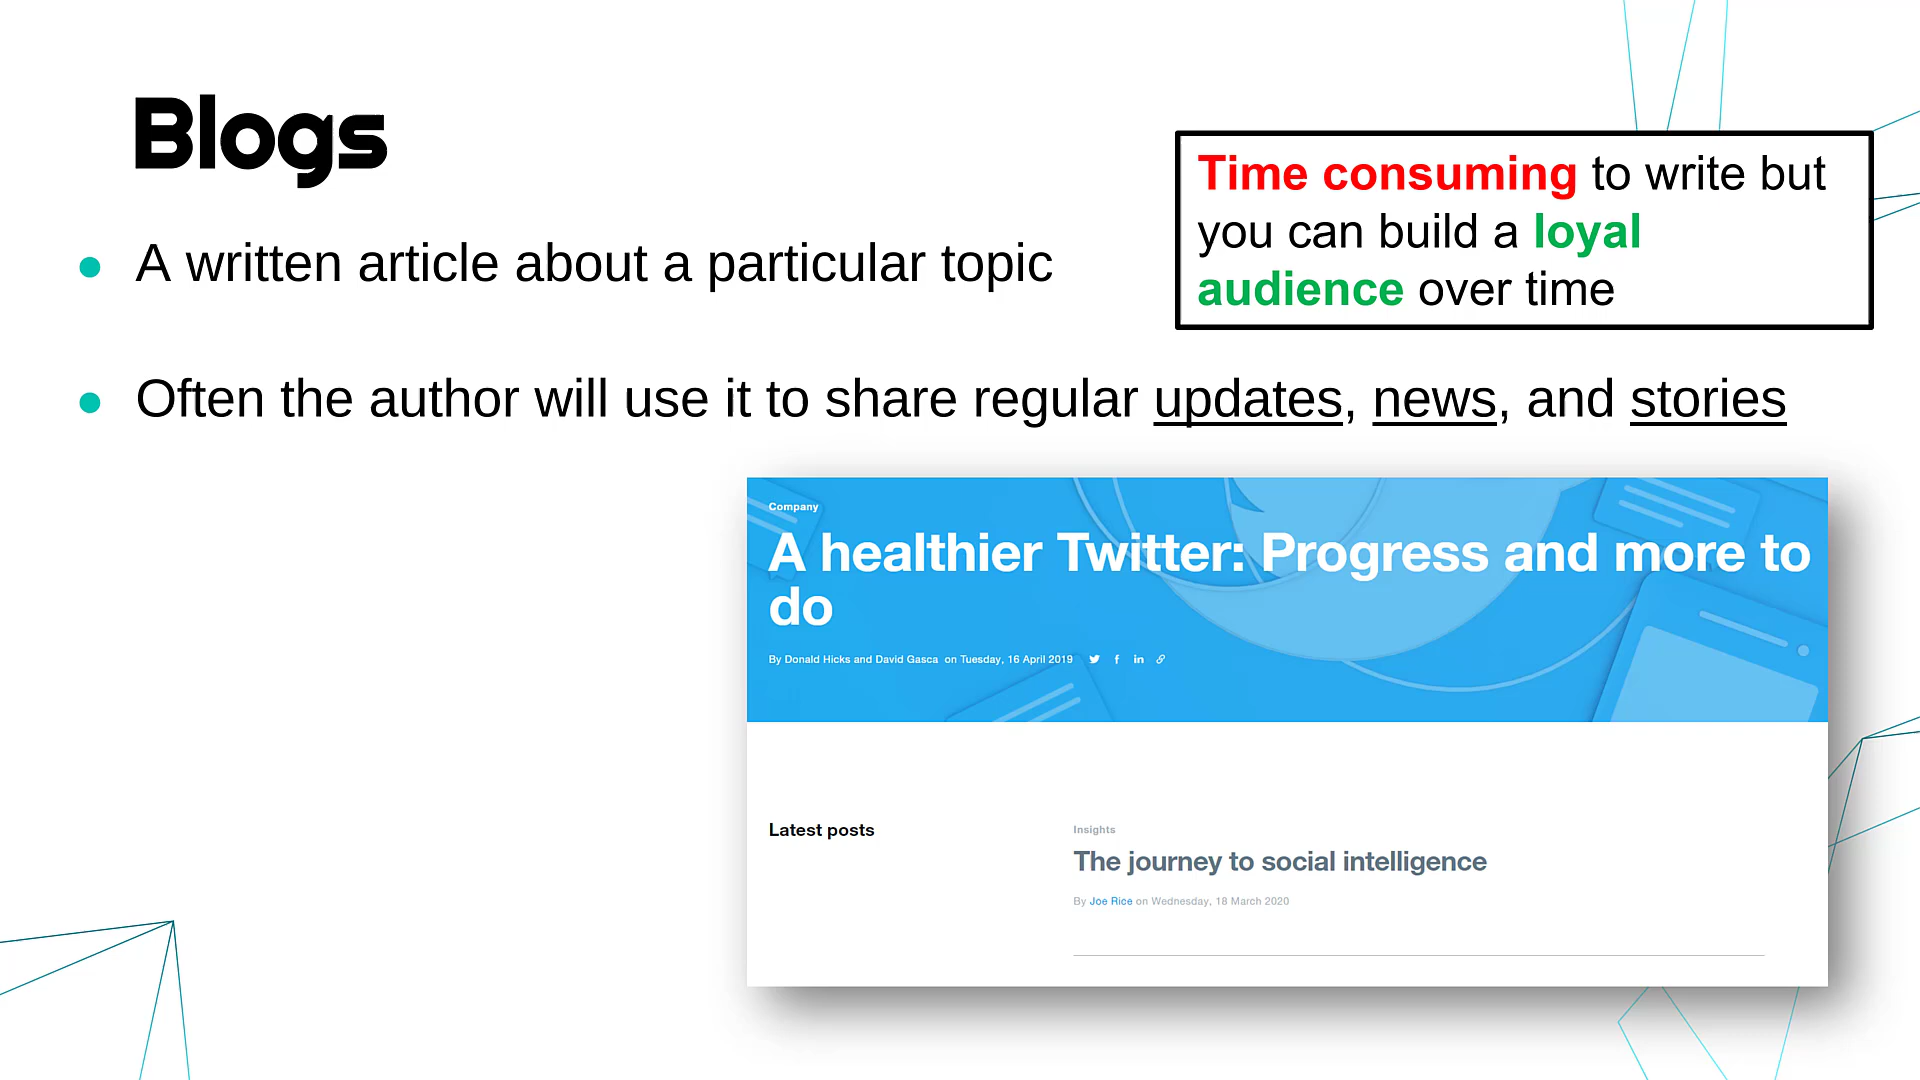 Blogs
Time consuming to write but
you can build a loyal
audience over time
A written article about a particular topic
Often the author will use it to share regular updates, news, and stories
Company
A healthier Twitter: Progress and more to
do
By Donald Hicks and David Gasca on Tuesday, 16 April 2019
Latest posts
Insights
The journey to social intelligence
By Joe Rice on Wednesday, 18 March 2020